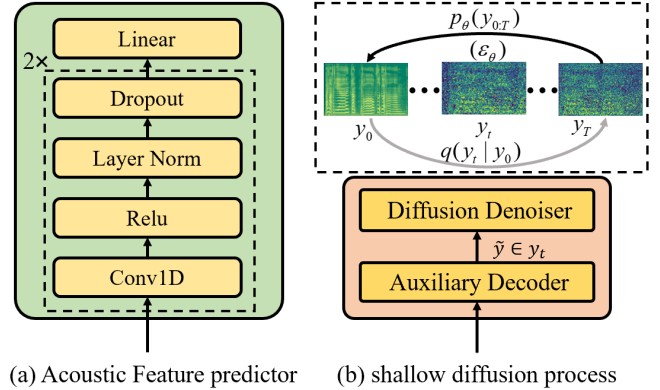 Linear
2×
Dropout
Layer Norm
Relu
Conv1D
(a) Acoustic Feature predictor
p_θ(y_{0:T})
(ε_θ)
y_0
y_t
y_T
q(y_t | y_0)
Diffusion Denoiser
ỹ ∈ y_t
Auxiliary Decoder
(b) shallow diffusion process